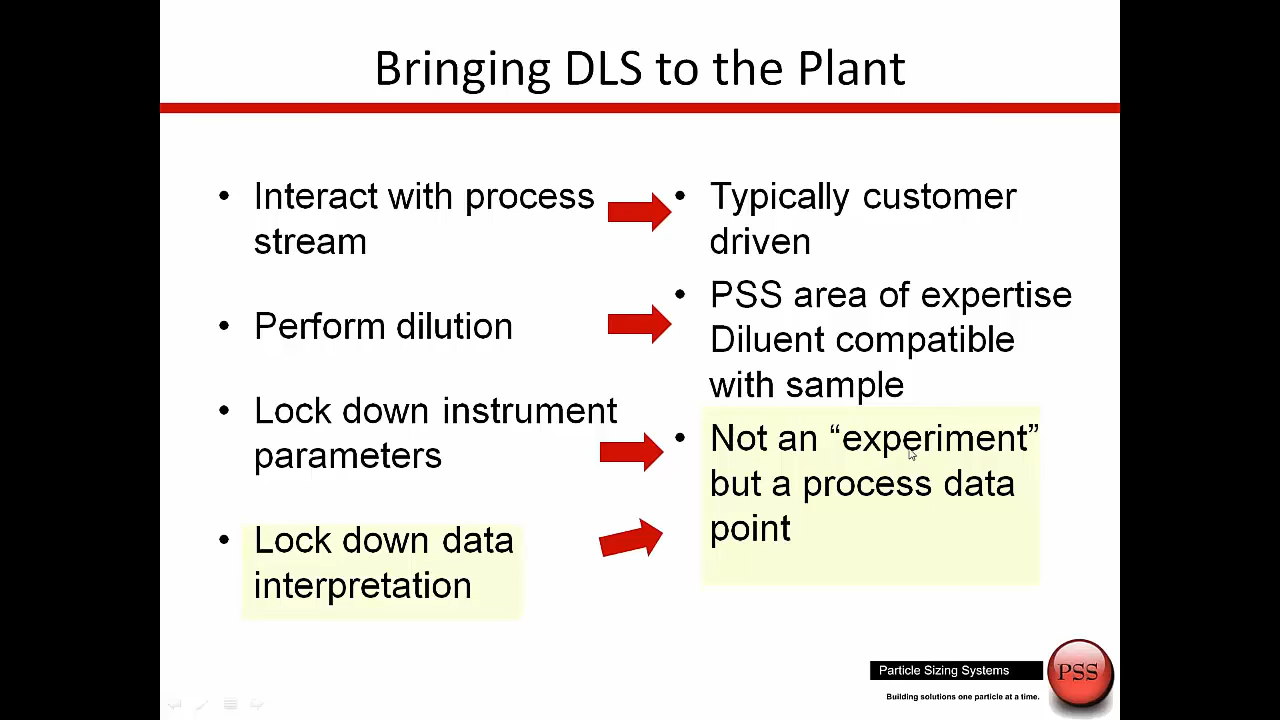 Bringing DLS to the Plant
• Interact with process
stream
• Perform dilution
• Lock down instrument
parameters
• Lock down data
interpretation
• Typically customer
driven
• PSS area of expertise
Diluent compatible
with sample
• Not an “experiment”
but a process data
point
Particle Sizing Systems
PSS
Building solutions one particle at a time.